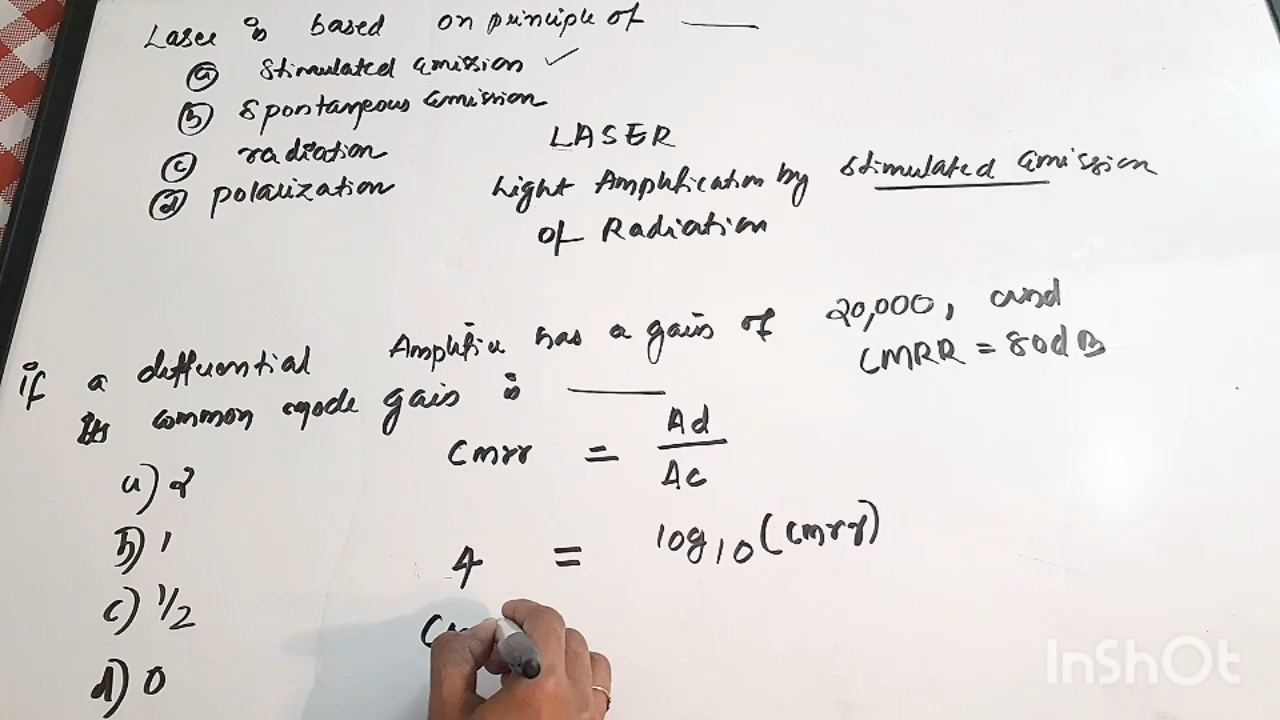 Laser is based on principle of ____
(a) Stimulated emission ✓
(b) Spontaneous emission
(c) radiation
(d) polarization
LASER
Light Amplification by Stimulated emission
of Radiation
if a differential Amplifier has a gain of 20,000, and
CMRR = 80dB
its common mode gain is ____
a) 2
b) 1
c) 1/2
d) 0
Cmrr = Ad/Ac
4 = log10(cmrr)
InShOt